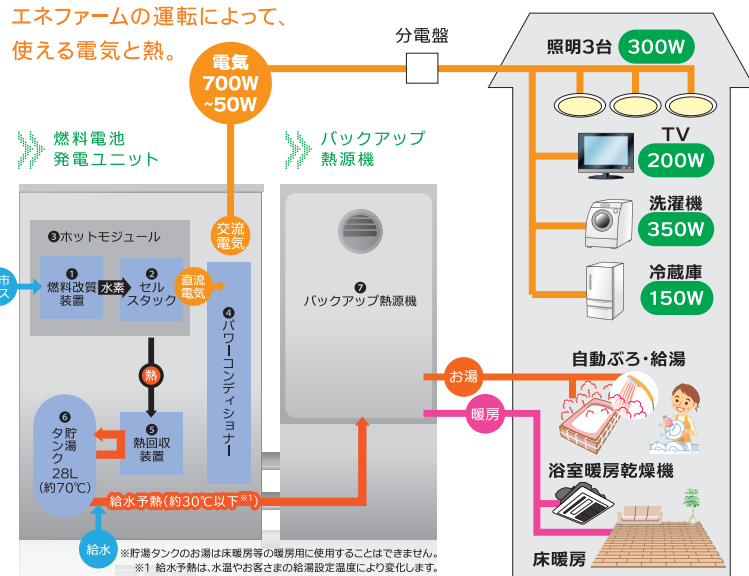 エネファームの運転によって、
使える電気と熱。
電気
700W
~50W
分電盤
照明3台 300W
TV
200W
洗濯機
350W
冷蔵庫
150W
燃料電池
発電ユニット
バックアップ
熱源機
交流
電気
❸ホットモジュール
❶
燃料改質
装置
水素
❷
セル
スタック
直流
電気
❹
パワーコンディショナー
❼
バックアップ熱源機
熱
❺
熱回収
装置
❻
貯湯
タンク
28L
(約70℃)
給水予熱(約30℃以下※1)
給水
お湯
暖房
自動ぶろ・給湯
浴室暖房乾燥機
床暖房
※貯湯タンクのお湯は床暖房等の暖房用に使用することはできません。
※1 給水予熱は、水温やお客さまの給湯設定温度により変化します。